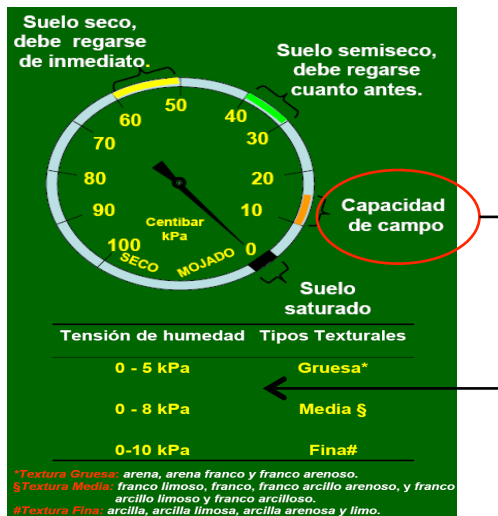 Suelo seco,
debe  regarse
de inmediato.
Suelo semiseco,
debe regarse
cuanto antes.
60
50
40
70
30
80
20
90
10
100
0
Centibar
kPa
SECO
MOJADO
Capacidad
de campo
Suelo
saturado
Tensión de humedad Tipos Texturales
0 - 5 kPa Gruesa*
0 - 8 kPa Media §
0-10 kPa Fina#
*Textura Gruesa: arena, arena franco y franco arenoso.
§Textura Media: franco limoso, franco, franco arcillo arenoso, y franco
arcillo limoso y franco arcilloso.
#Textura Fina: arcilla, arcilla limosa, arcilla arenosa y limo.